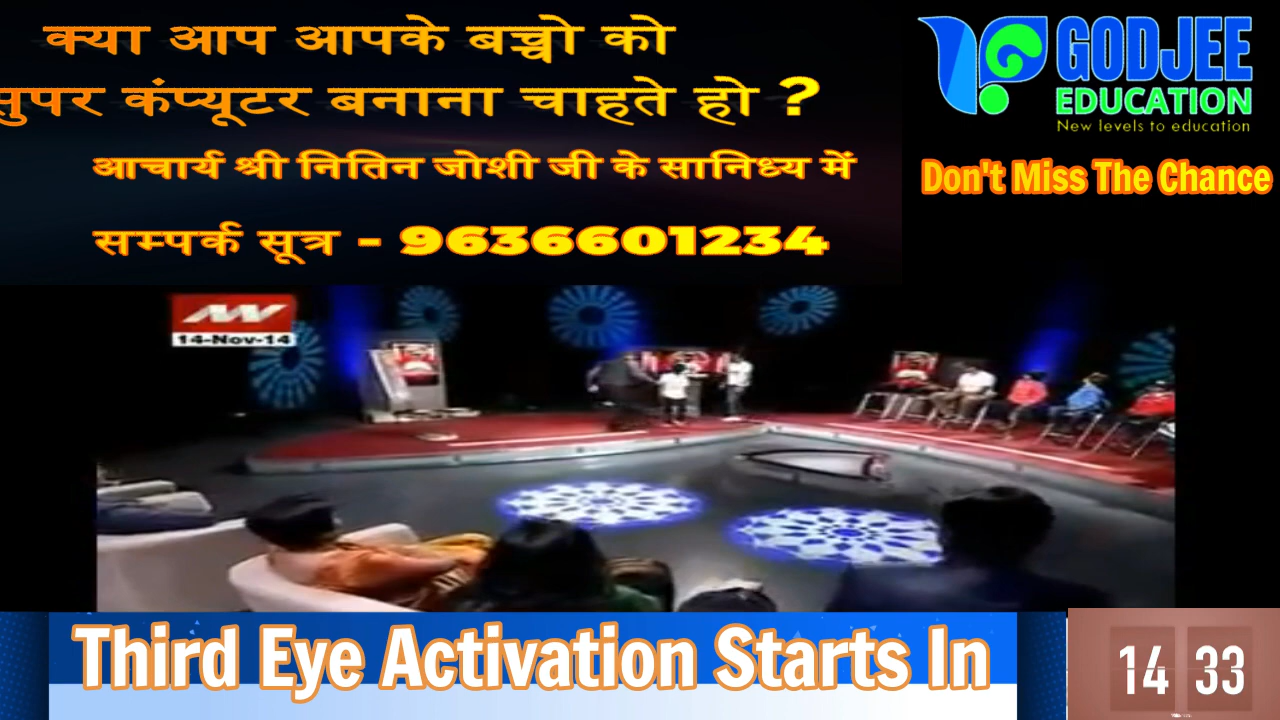 क्या आप आपके बच्चो को
सुपर कंप्यूटर बनाना चाहते हो ?
आचार्य श्री नितिन जोशी जी के सानिध्य में
सम्पर्क सूत्र - 9636601234
GODJEE
EDUCATION
New levels to education
Don't Miss The Chance
14-Nov-14
Third Eye Activation Starts In
14 33